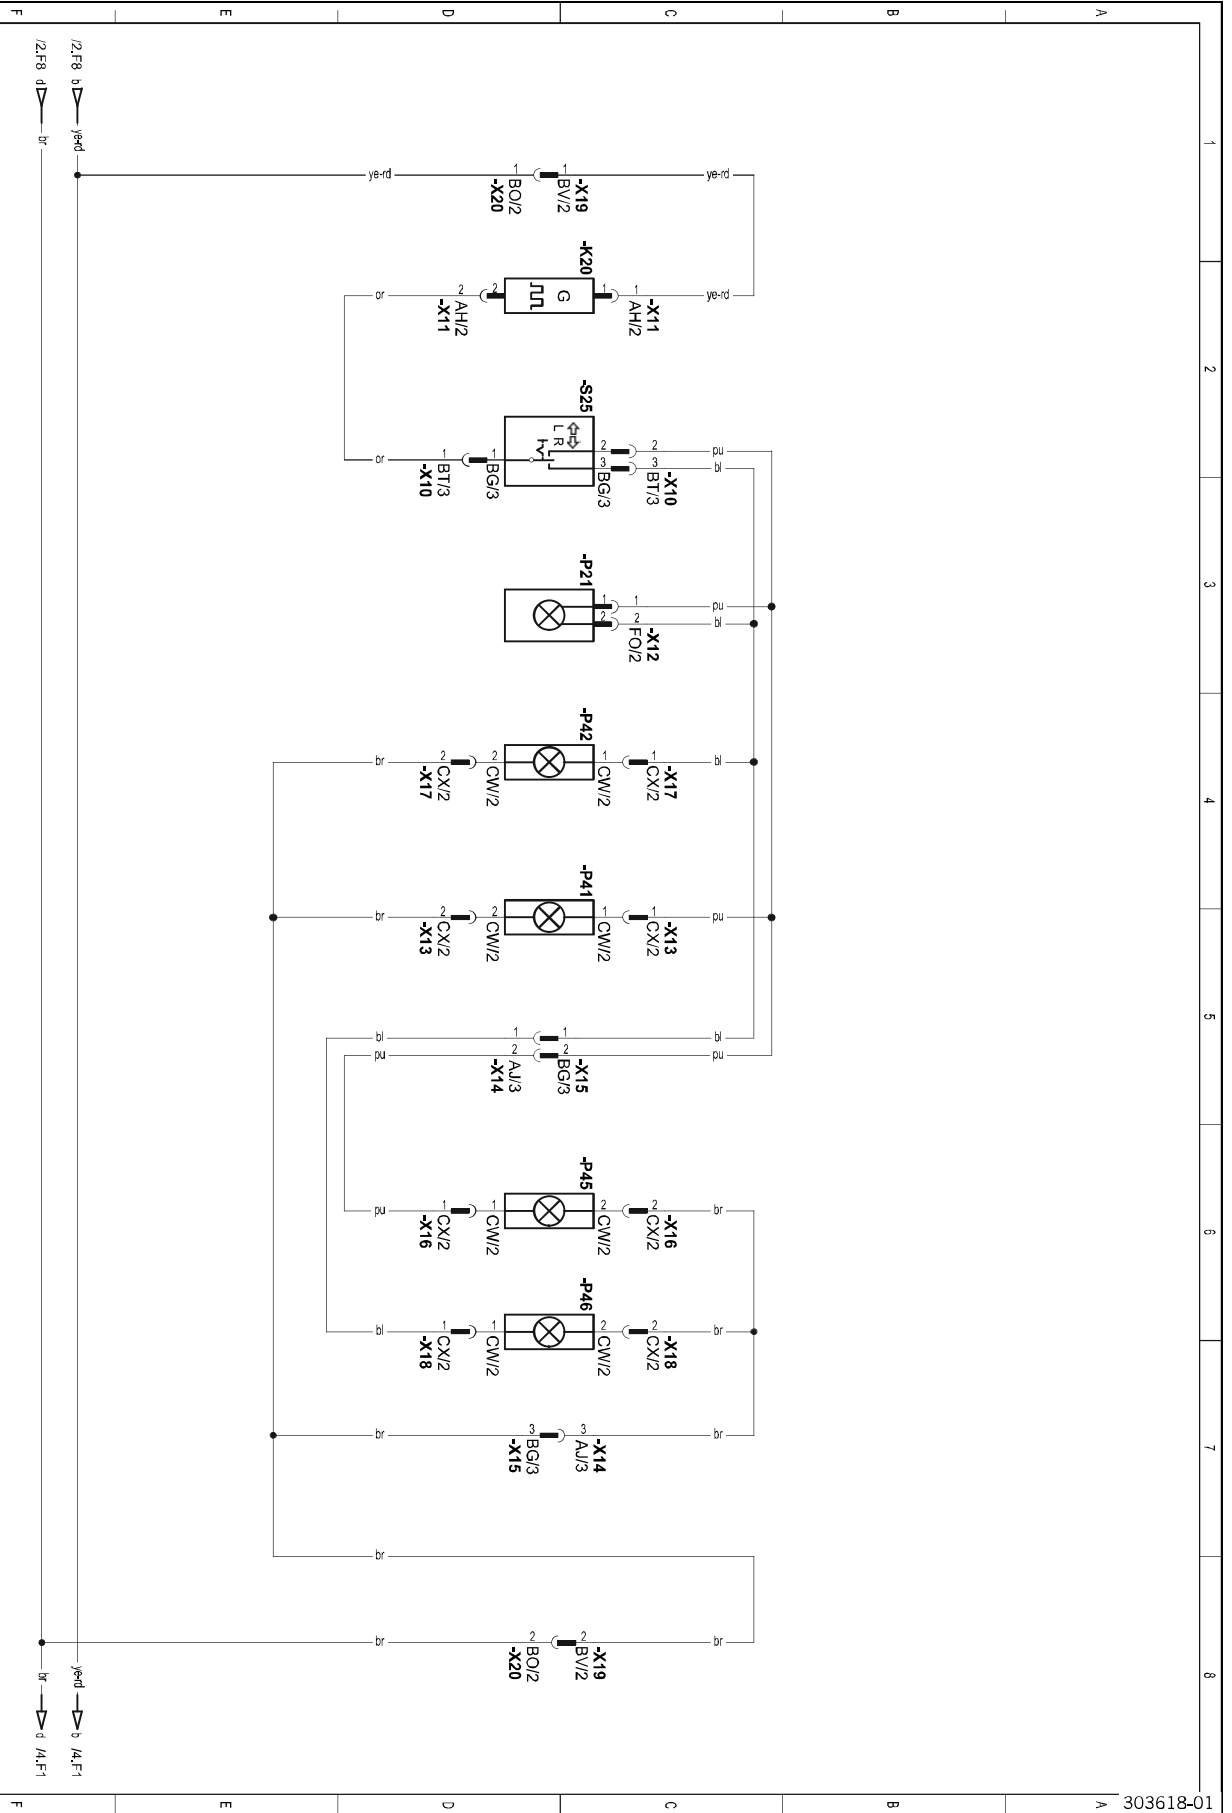 F E D C B A
1
2
3
4
5
6
7
8
/2.F8 d
/2.F8 b
br
ye-rd
ye-rd
1
BO/2
-X20
1
BV/2
-X19
ye-rd
-K20
G
or
2
AH/2
-X11
2
1
1
AH/2
-X11
ye-rd
-S25
L R
or
1
BT/3
-X10
1
BG/3
2
3
BG/3
2
3
BT/3
-X10
pu
bl
-P21
1
2
1
2
FO/2
-X12
pu
bl
-P42
br
2
CX/2
-X17
2
CW/2
1
CW/2
1
CX/2
-X17
bl
-P41
br
2
CX/2
-X13
2
CW/2
1
CW/2
1
CX/2
-X13
pu
bl
pu
1
2
AJ/3
-X14
1
2
BG/3
-X15
bl
pu
-P45
pu
1
CX/2
-X16
1
CW/2
2
CW/2
2
CX/2
-X16
br
-P46
bl
1
CX/2
-X18
1
CW/2
2
CW/2
2
CX/2
-X18
br
br
3
BG/3
-X15
3
AJ/3
-X14
br
br
br
2
BO/2
-X20
2
BV/2
-X19
br
br
ye-rd
d /4.F1
b /4.F1
F E D C B A
303618-01